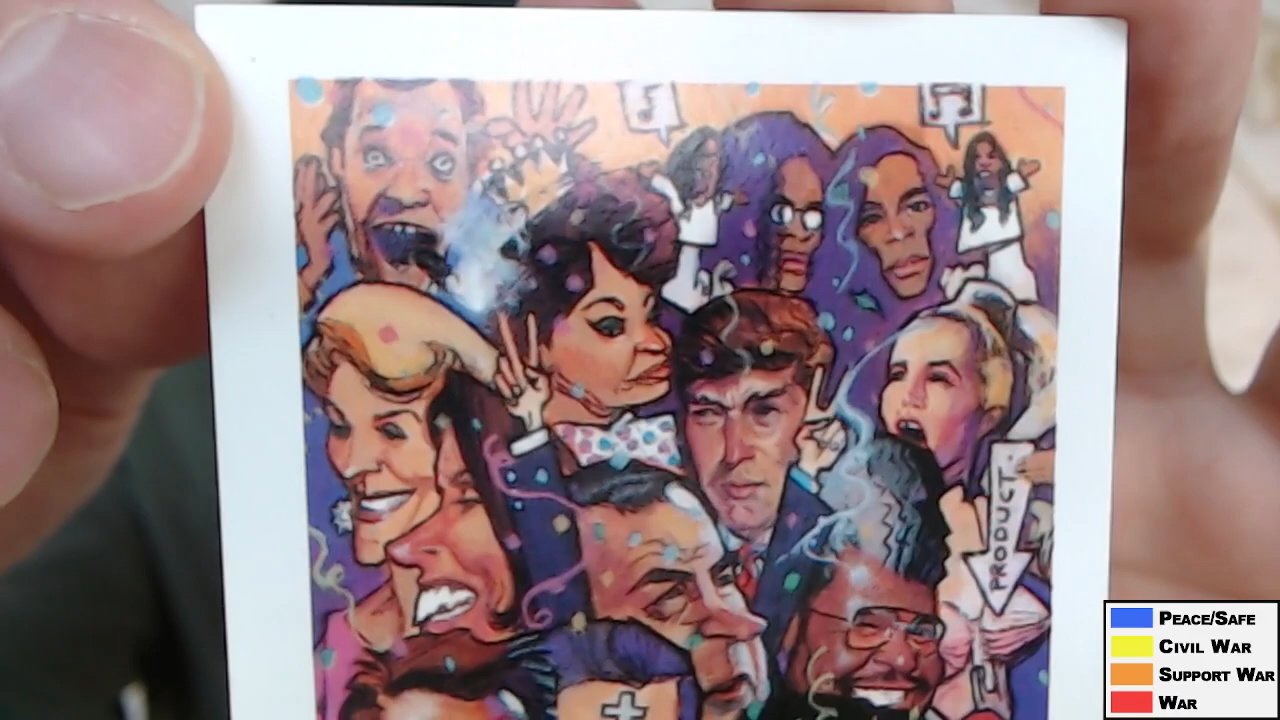 PRODUCT
PEACE/SAFE
CIVIL WAR
SUPPORT WAR
WAR